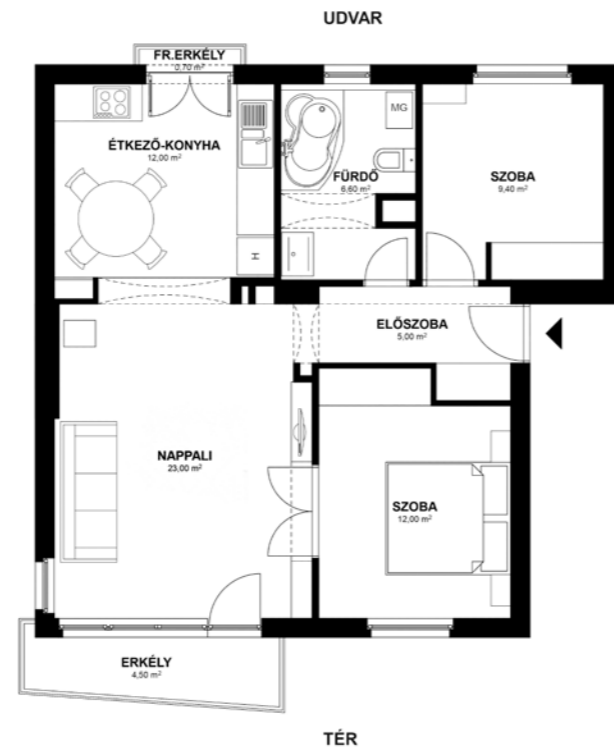 UDVAR
FR.ERKÉLY
0,70 m²
ÉTKEZŐ-KONYHA
12,00 m²
MG
FÜRDŐ
6,60 m²
SZOBA
9,40 m²
H
ELŐSZOBA
5,00 m²
NAPPALI
23,00 m²
SZOBA
12,00 m²
ERKÉLY
4,50 m²
TÉR